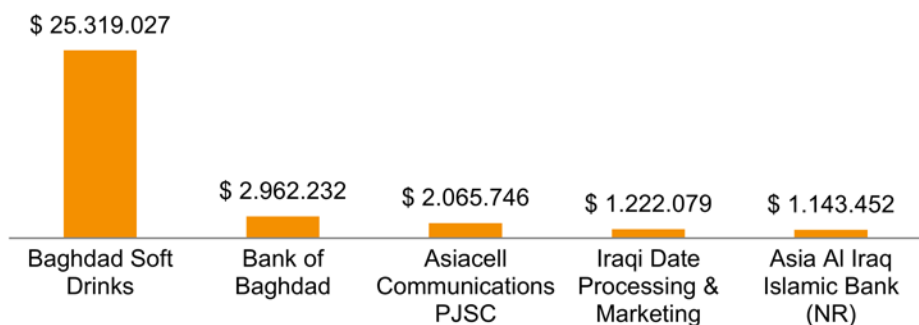 $ 25.319.027
$ 2.962.232
$ 2.065.746
$ 1.222.079
$ 1.143.452
Baghdad Soft
Drinks
Bank of
Baghdad
Asiacell
Communications
PJSC
Iraqi Date
Processing &
Marketing
Asia Al Iraq
Islamic Bank
(NR)